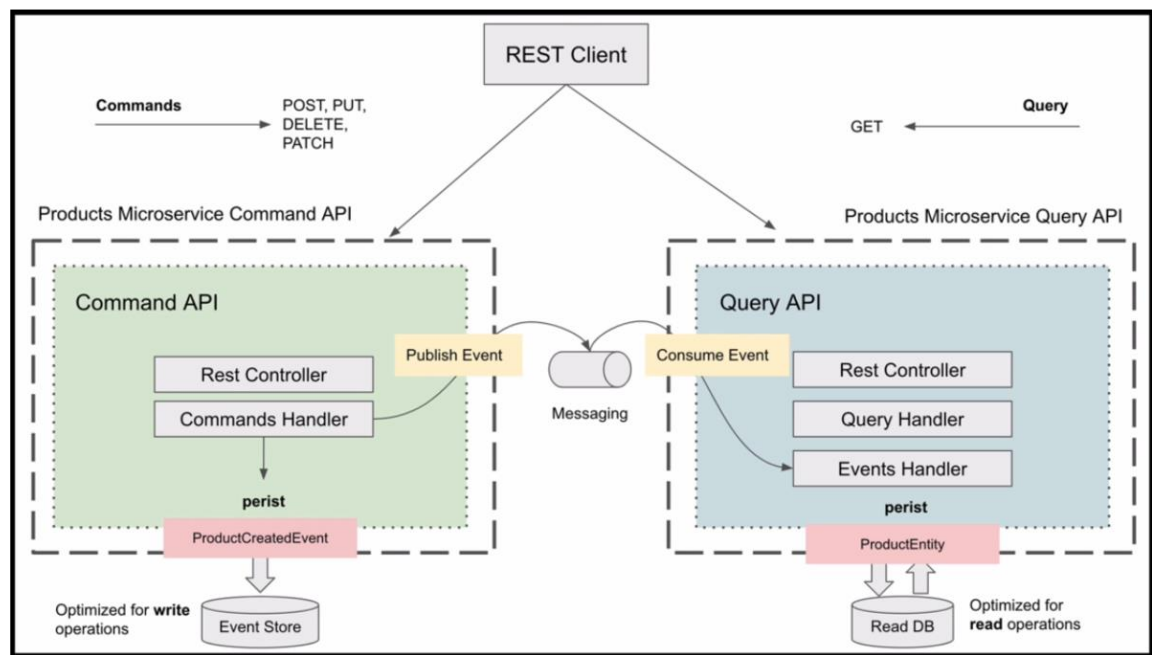 REST Client
Commands
POST, PUT,
DELETE,
PATCH
Query
GET
Products Microservice Command API
Products Microservice Query API
Command API
Publish Event
Rest Controller
Commands Handler
perist
ProductCreatedEvent
Optimized for write
operations
Event Store
Messaging
Query API
Consume Event
Rest Controller
Query Handler
Events Handler
perist
ProductEntity
Read DB
Optimized for
read operations